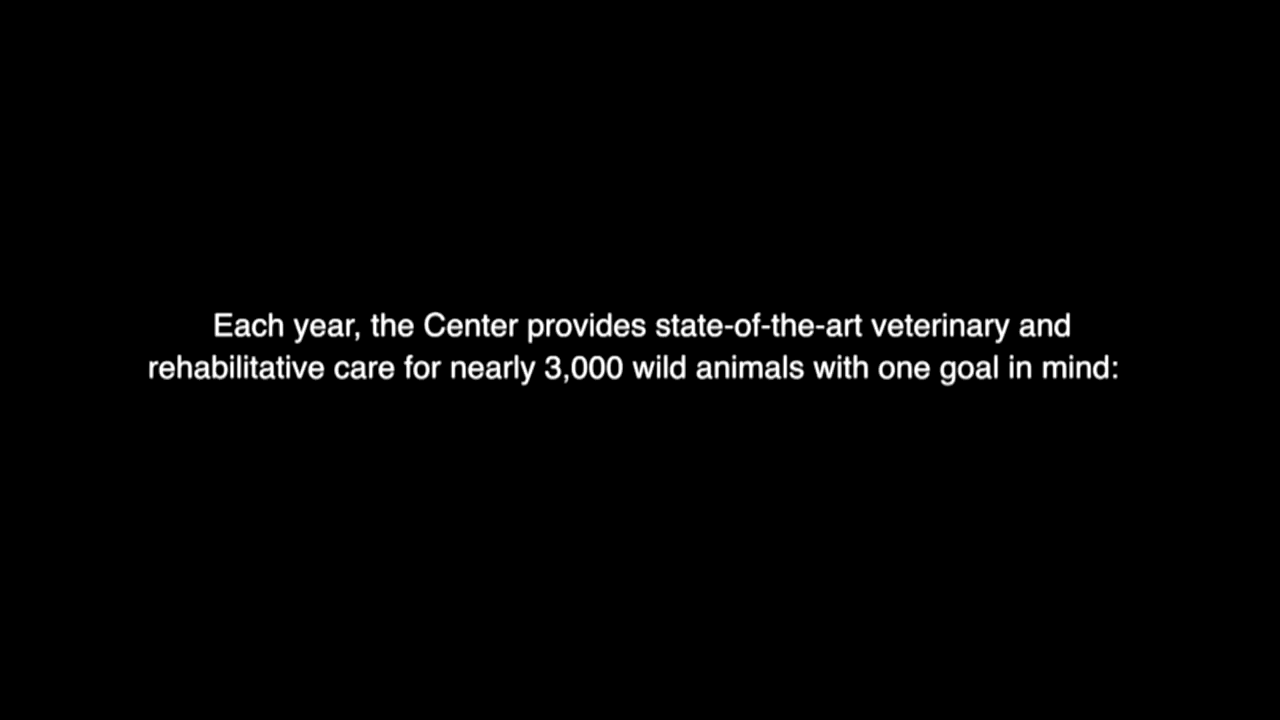 Each year, the Center provides state-of-the-art veterinary and
rehabilitative care for nearly 3,000 wild animals with one goal in mind: